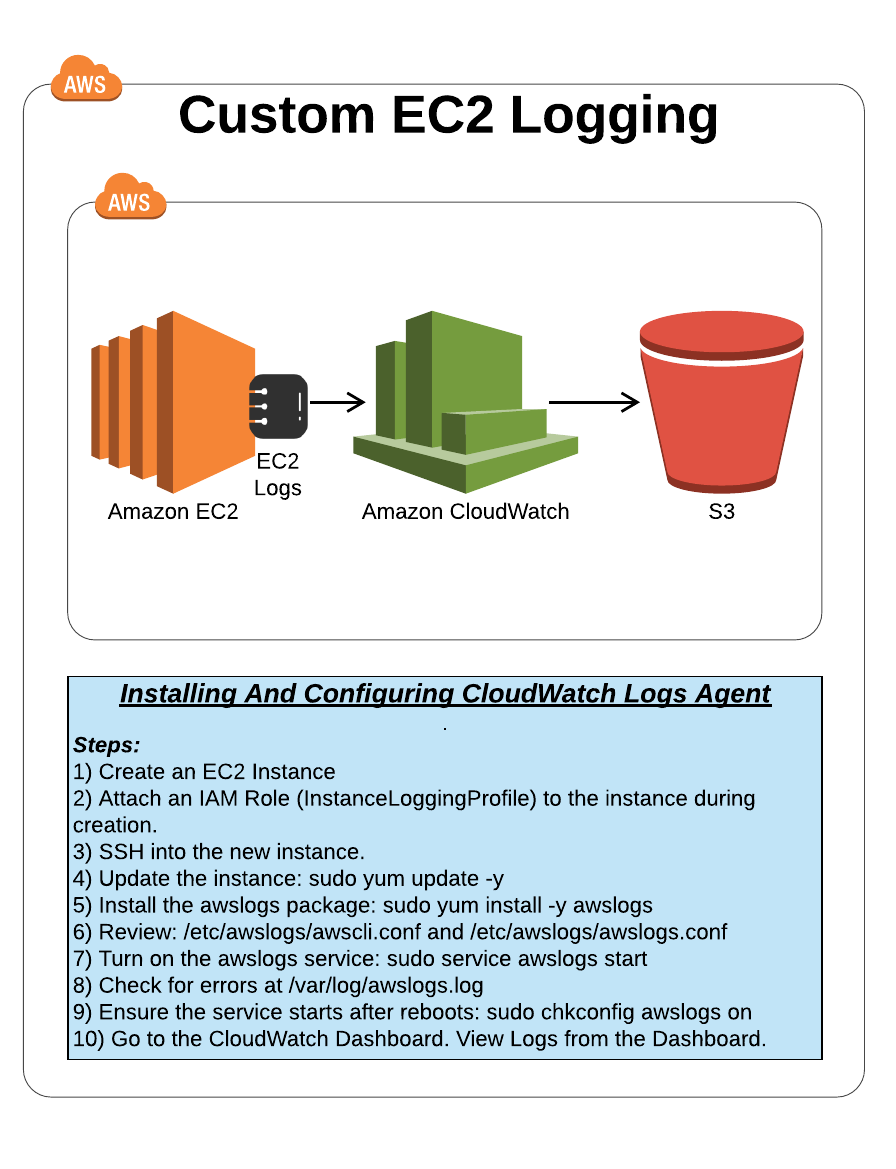 AWS
Custom EC2 Logging
AWS
EC2
Logs
Amazon EC2
Amazon CloudWatch
S3
Installing And Configuring CloudWatch Logs Agent
.
Steps:
1) Create an EC2 Instance
2) Attach an IAM Role (InstanceLoggingProfile) to the instance during
creation.
3) SSH into the new instance.
4) Update the instance: sudo yum update -y
5) Install the awslogs package: sudo yum install -y awslogs
6) Review: /etc/awslogs/awscli.conf and /etc/awslogs/awslogs.conf
7) Turn on the awslogs service: sudo service awslogs start
8) Check for errors at /var/log/awslogs.log
9) Ensure the service starts after reboots: sudo chkconfig awslogs on
10) Go to the CloudWatch Dashboard. View Logs from the Dashboard.